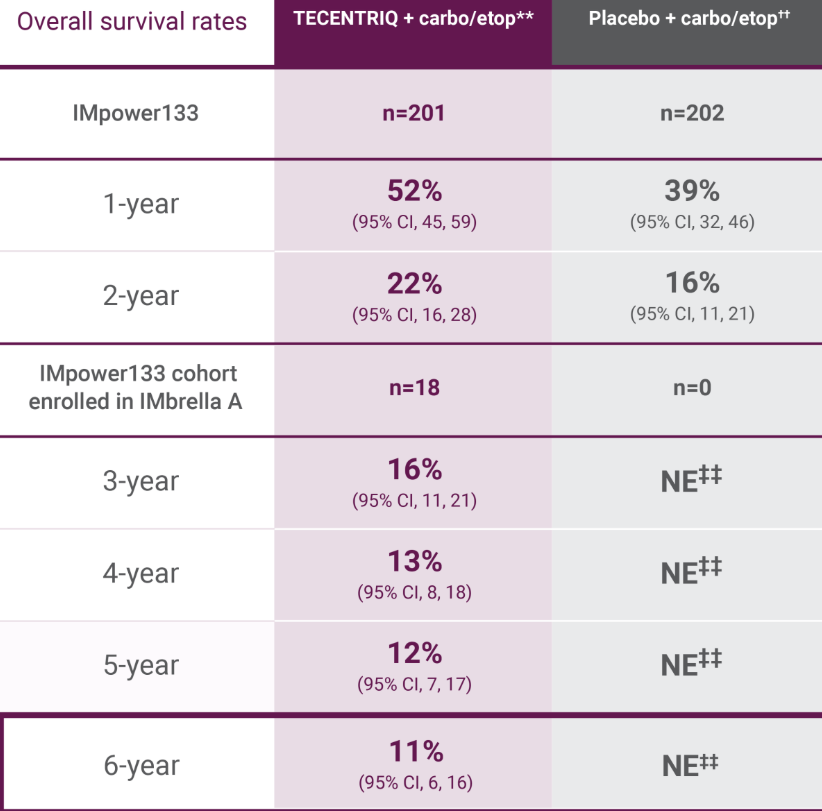 Overall survival rates TECENTRIQ + carbo/etop** Placebo + carbo/etop††
IMpower133 n=201 n=202
1-year 52% 39%
(95% CI, 45, 59) (95% CI, 32, 46)
2-year 22% 16%
(95% CI, 16, 28) (95% CI, 11, 21)
IMpower133 cohort
enrolled in IMbrella A n=18 n=0
3-year 16% NE‡‡
(95% CI, 11, 21)
4-year 13% NE‡‡
(95% CI, 8, 18)
5-year 12% NE‡‡
(95% CI, 7, 17)
6-year 11% NE‡‡
(95% CI, 6, 16)